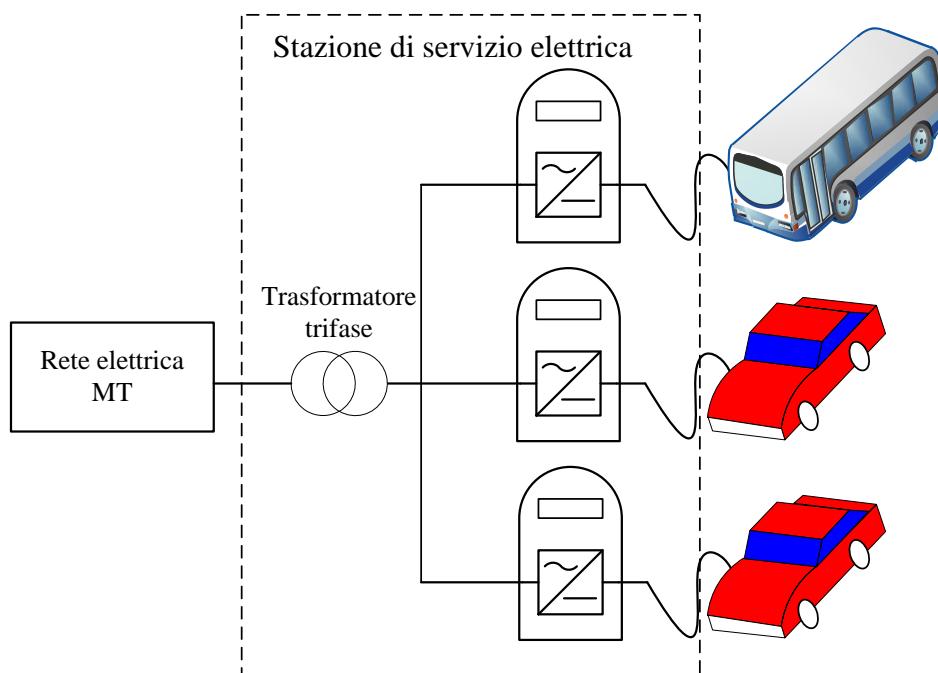 Stazione di servizio elettrica
Trasformatore
trifase
Rete elettrica
MT